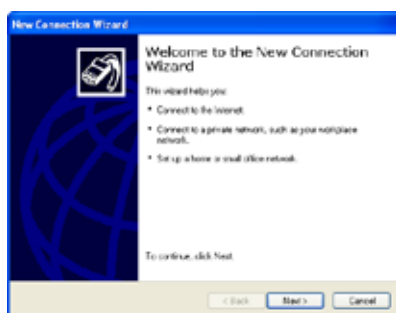 New Connection Wizard
Welcome to the New Connection
Wizard
This wizard helps you:
• Connect to the Internet.
• Connect to a private network, such as your workplace
network.
• Set up a home or small office network.
To continue, click Next.
< Back
Next >
Cancel